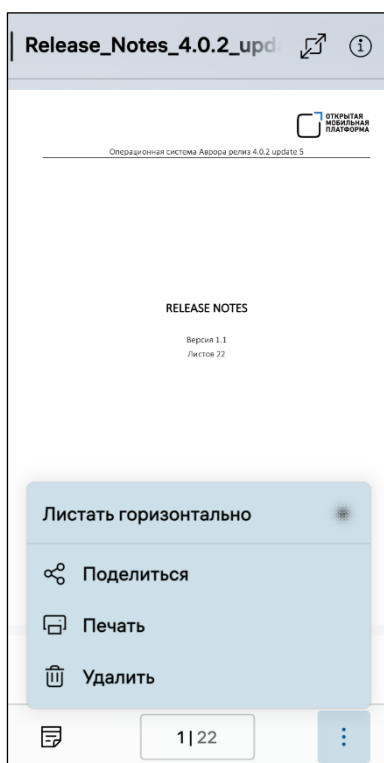 Release_Notes_4.0.2_upd
ОТКРЫТАЯ
МОБИЛЬНАЯ
ПЛАТФОРМА
Операционная система Аврора релиз 4.0.2 update 5
RELEASE NOTES
Версия 1.1
Листов 22
Листать горизонтально
Поделиться
Печать
Удалить
1|22